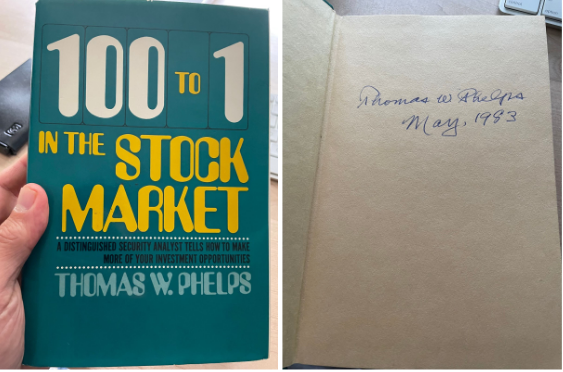 100 TO 1
IN THE STOCK
MARKET
A DISTINGUISHED SECURITY ANALYST TELLS HOW TO MAKE
MORE OF YOUR INVESTMENT OPPORTUNITIES
THOMAS W. PHELPS
Thomas W Phelps
May, 1983